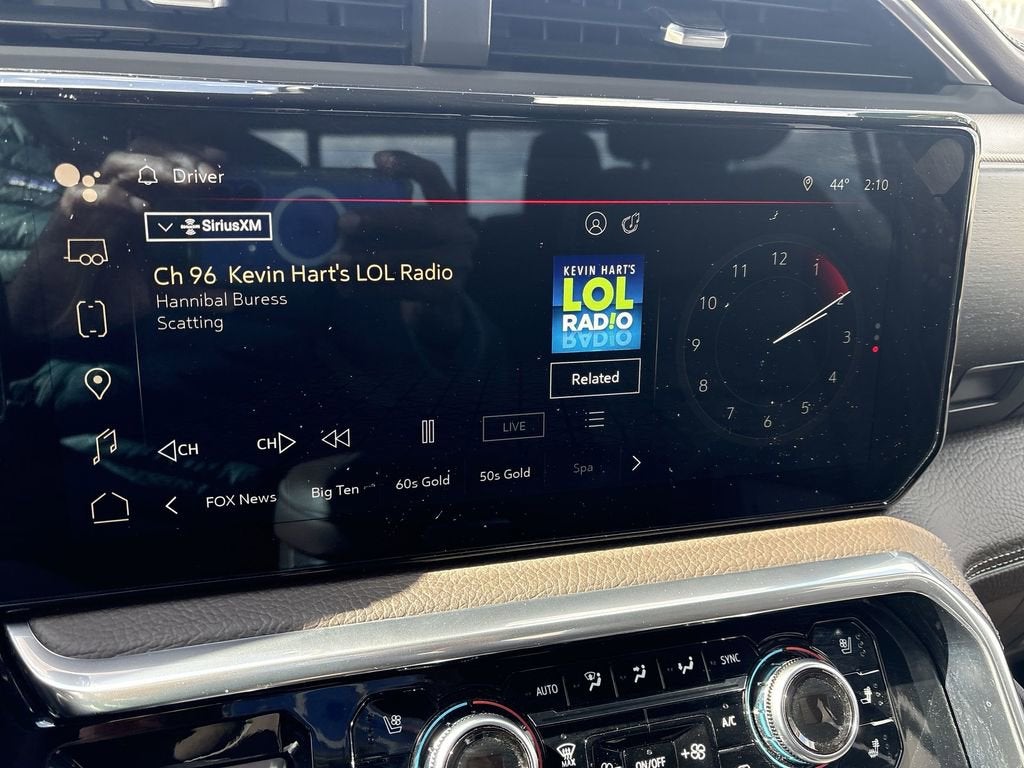 Driver
44° 2:10
SiriusXM
Ch 96 Kevin Hart's LOL Radio
Hannibal Buress
Scatting
KEVIN HART'S
LOL
RAD!O
Related
12
1
2
3
4
5
6
7
8
9
10
11
CH
CH
LIVE
FOX News
Big Ten
60s Gold
50s Gold
Spa
AUTO
SYNC
A/C
MAX
ON/OFF